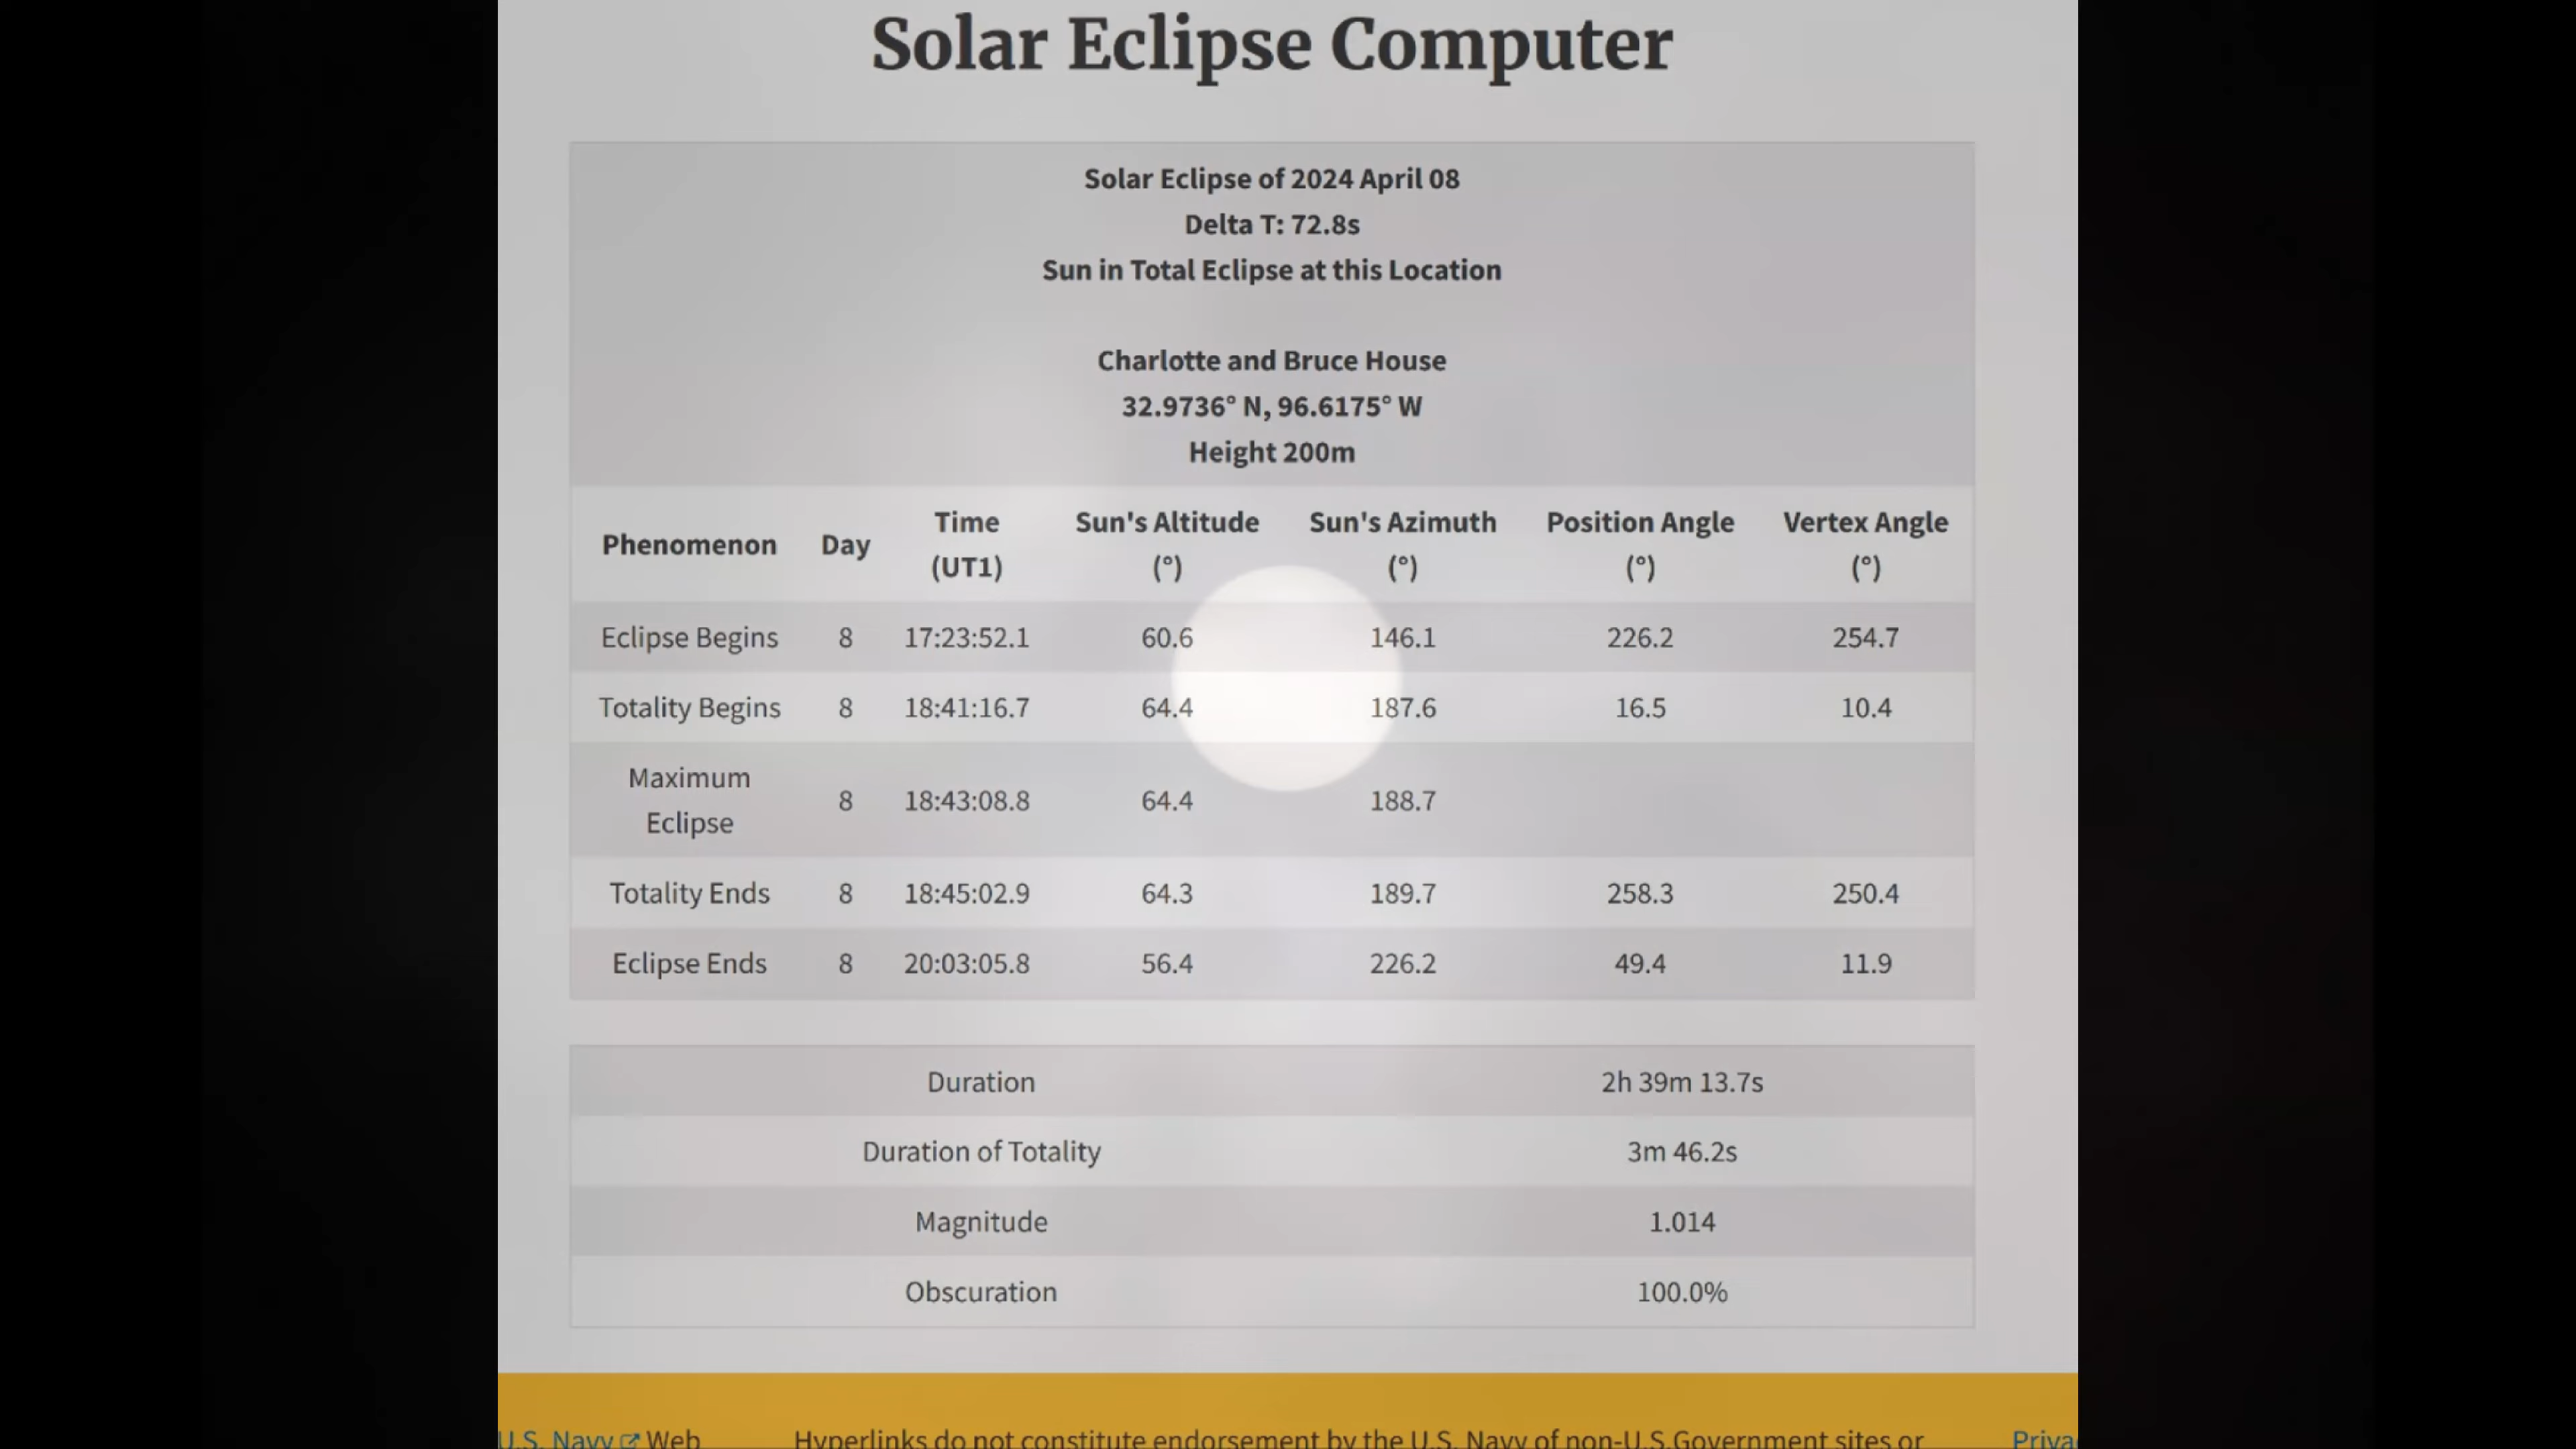 Solar Eclipse Computer
Solar Eclipse of 2024 April 08
Delta T: 72.8s
Sun in Total Eclipse at this Location
Charlotte and Bruce House
32.9736° N, 96.6175° W
Height 200m
Phenomenon Day Time (UT1) Sun's Altitude (°) Sun's Azimuth (°) Position Angle (°) Vertex Angle (°)
Eclipse Begins 8 17:23:52.1 60.6 146.1 226.2 254.7
Totality Begins 8 18:41:16.7 64.4 187.6 16.5 10.4
Maximum Eclipse 8 18:43:08.8 64.4 188.7
Totality Ends 8 18:45:02.9 64.3 189.7 258.3 250.4
Eclipse Ends 8 20:03:05.8 56.4 226.2 49.4 11.9
Duration 2h 39m 13.7s
Duration of Totality 3m 46.2s
Magnitude 1.014
Obscuration 100.0%
U.S. Navy Web Hyperlinks do not constitute endorsement by the U.S. Navy of non-U.S.Government sites or Priva